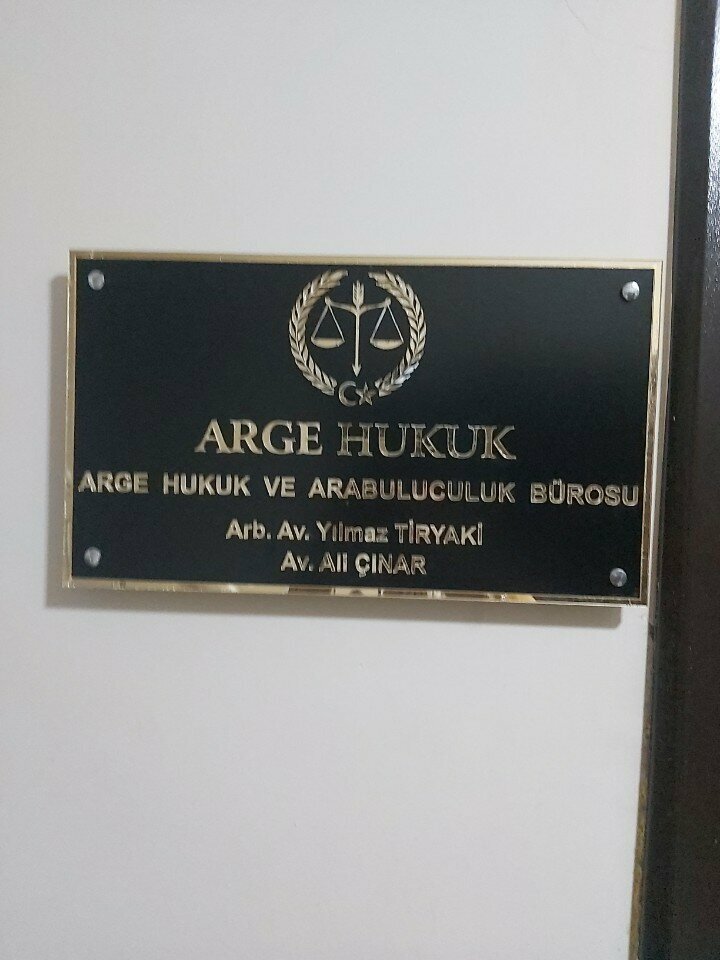 ARGE HUKUK
ARGE HUKUK VE ARABULUCULUK BÜROSU
Arb. Av. Yılmaz TİRYAKİ
Av. Ali ÇINAR